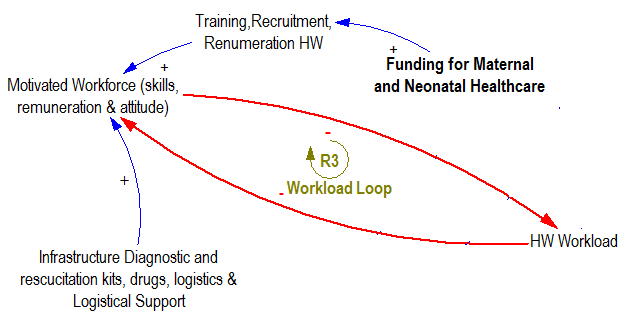 Training,Recruitment,
Renumeration HW
+
Funding for Maternal
and Neonatal Healthcare
+
Motivated Workforce (skills,
remuneration & attitude)
-
R3
Workload Loop
-
+
HW Workload
Infrastructure Diagnostic and
rescucitation kits, drugs, logistics &
Logistical Support